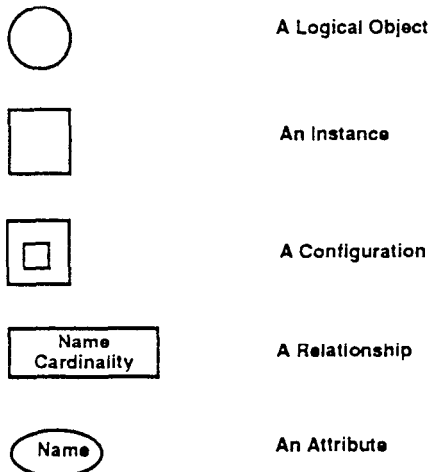 A Logical Object
An Instance
A Configuration
Name
Cardinality
A Relationship
Name
An Attribute